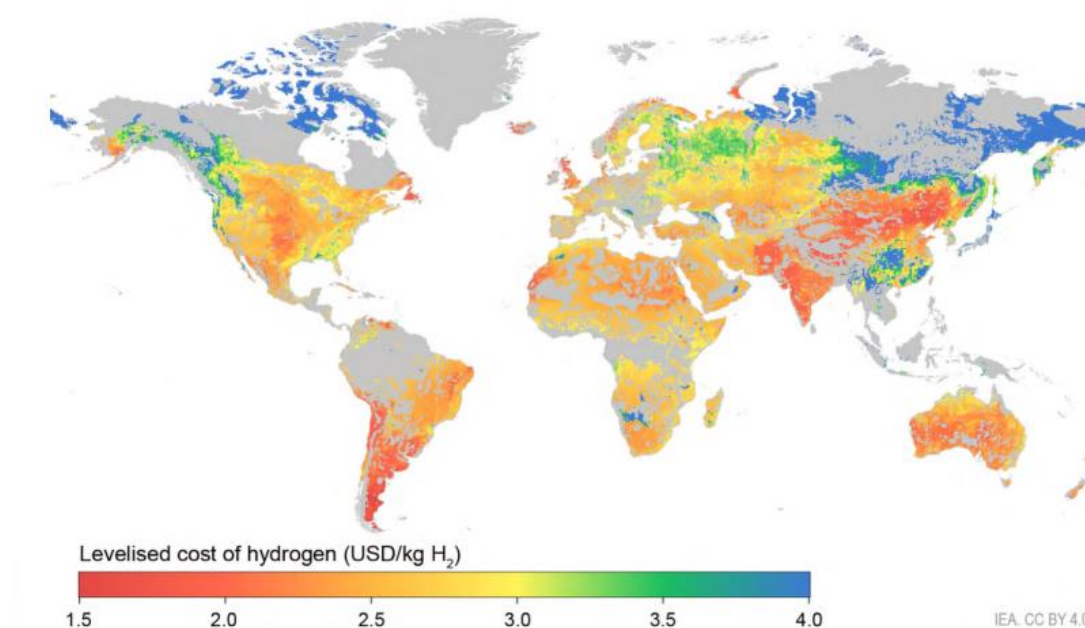 Levelised cost of hydrogen (USD/kg H₂)
1.5 2.0 2.5 3.0 3.5 4.0
IEA. CC BY 4.0